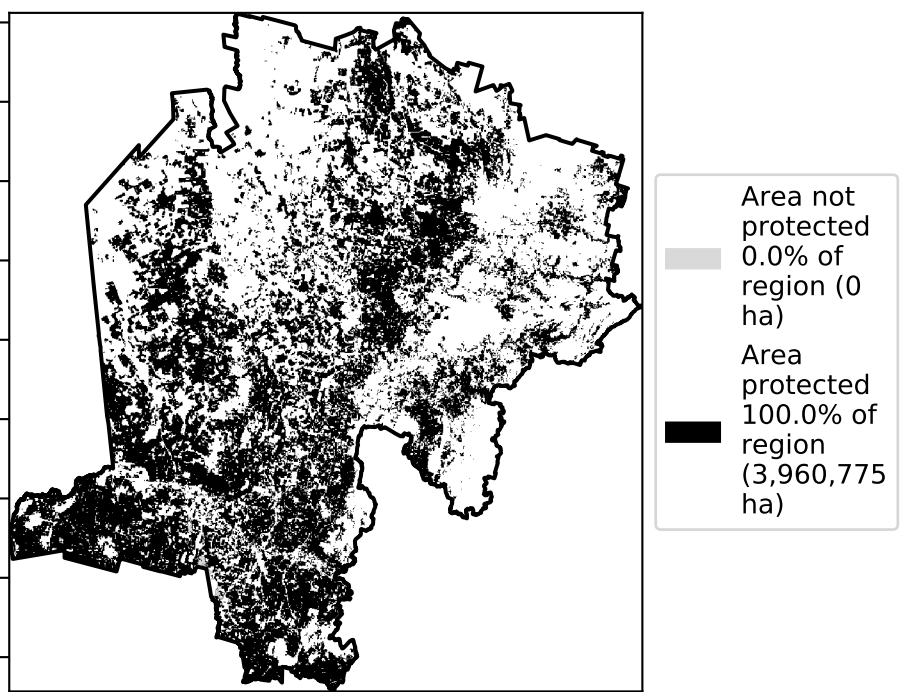 Area not
protected
0.0% of
region (0
ha)
Area
protected
100.0% of
region
(3,960,775
ha)